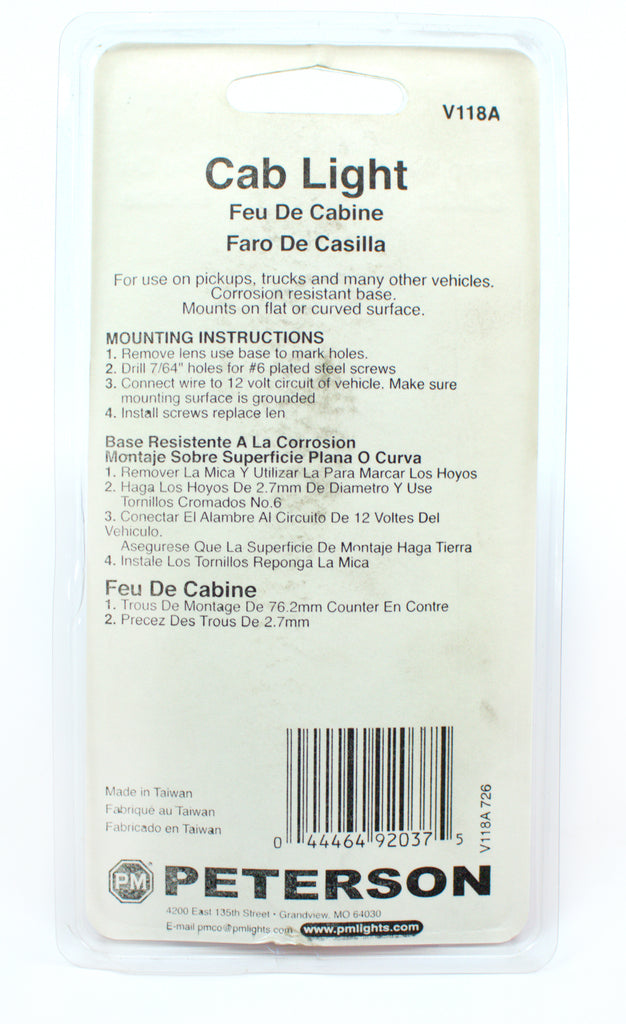 V118A
Cab Light
Feu De Cabine
Faro De Casilla
For use on pickups, trucks and many other vehicles.
Corrosion resistant base.
Mounts on flat or curved surface.
MOUNTING INSTRUCTIONS
1. Remove lens use base to mark holes.
2. Drill 7/64" holes for #6 plated steel screws
3. Connect wire to 12 volt circuit of vehicle. Make sure
mounting surface is grounded
4. Install screws replace len
Base Resistente A La Corrosion
Montaje Sobre Superficie Plana O Curva
1. Remover La Mica Y Utilizar La Para Marcar Los Hoyos
2. Haga Los Hoyos De 2.7mm De Diametro Y Use
Tornillos Cromados No.6
3. Conectar El Alambre Al Circuito De 12 Voltes Del
Vehiculo.
Asegurese Que La Superficie De Montaje Haga Tierra
4. Instale Los Tornillos Reponga La Mica
Feu De Cabine
1. Trous De Montage De 76.2mm Counter En Contre
2. Precez Des Trous De 2.7mm
Made in Taiwan
Fabriqué au Taiwan
Fabricado en Taiwan
0 44464 92037 5
V118A 726
PM PETERSON
4200 East 135th Street • Grandview, MO 64030
E-mail pmco@pmlights.com www.pmlights.com